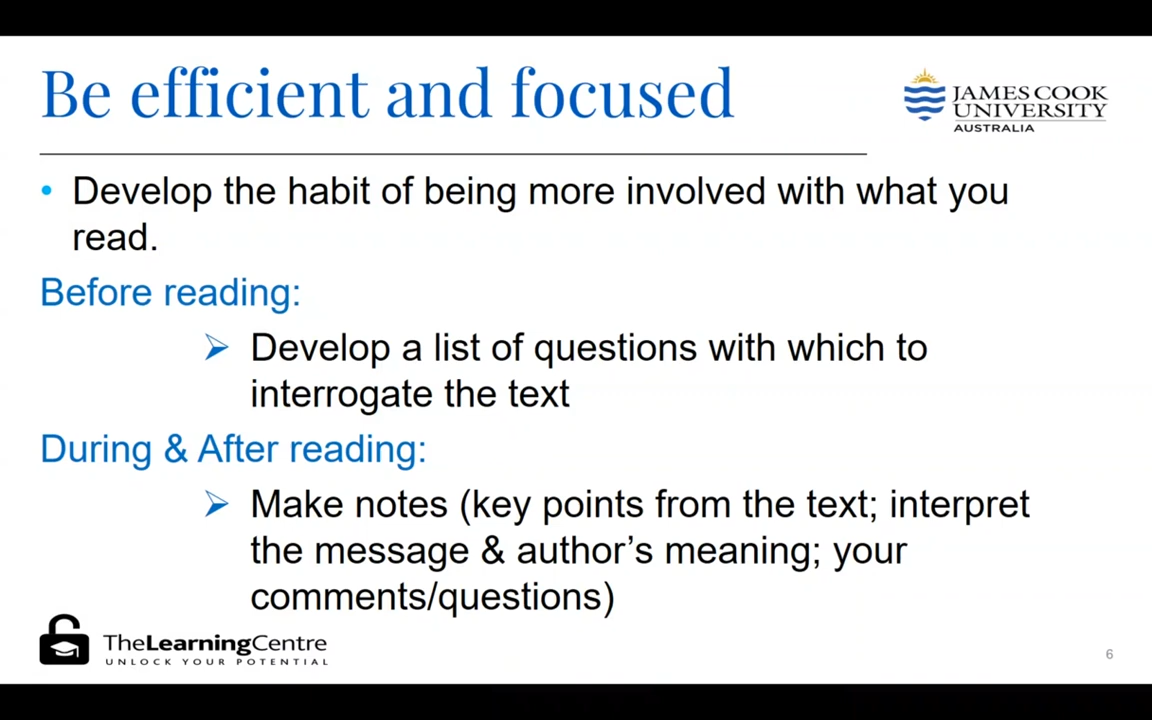 Be efficient and focused
JAMES COOK
UNIVERSITY
AUSTRALIA
• Develop the habit of being more involved with what you
read.
Before reading:
➢ Develop a list of questions with which to
interrogate the text
During & After reading:
➢ Make notes (key points from the text; interpret
the message & author’s meaning; your
comments/questions)
TheLearningCentre
UNLOCK YOUR POTENTIAL
6